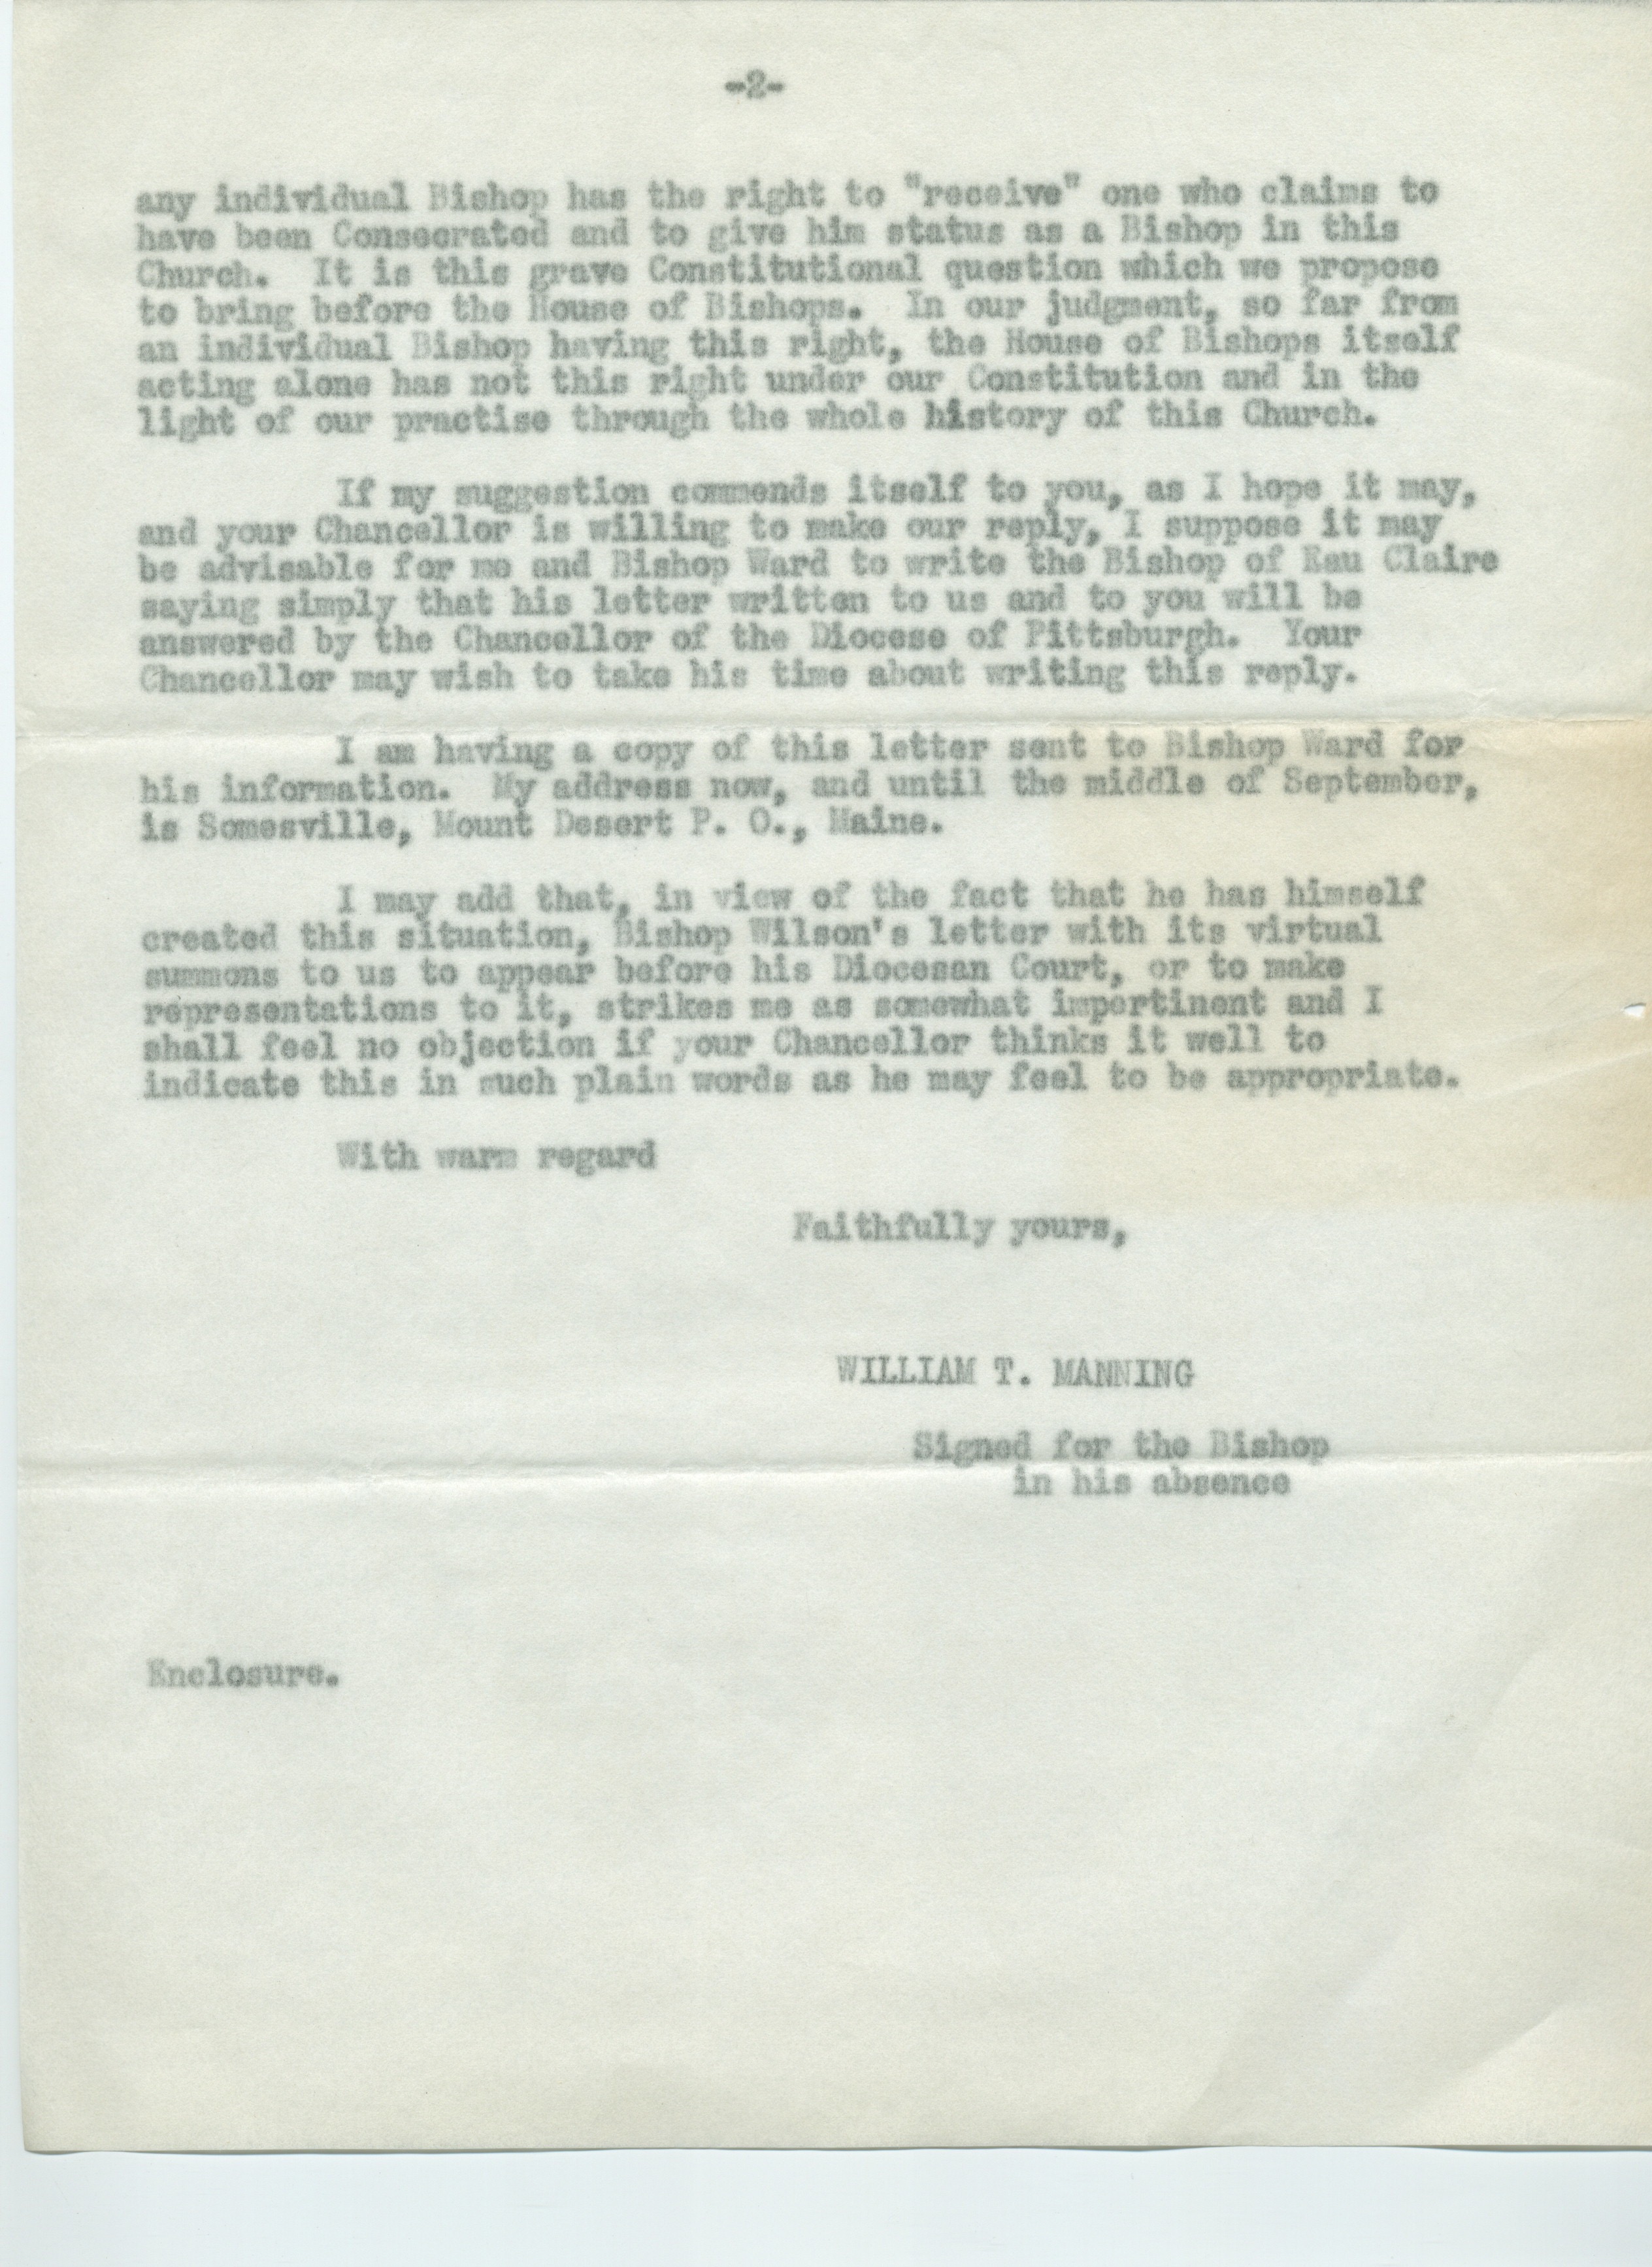 -2-
any individual Bishop has the right to "receive" one who claims to
have been Consecrated and to give him status as a Bishop in this
Church.  It is this grave Constitutional question which we propose
to bring before the House of Bishops.  In our judgment, so far from
an individual Bishop having this right, the House of Bishops itself
acting alone has not this right under our Constitution and in the
light of our practise through the whole history of this Church.
If my suggestion commends itself to you, as I hope it may,
and your Chancellor is willing to make our reply, I suppose it may
be advisable for me and Bishop Ward to write the Bishop of Eau Claire
saying simply that his letter written to us and to you will be
answered by the Chancellor of the Diocese of Pittsburgh.  Your
Chancellor may wish to take his time about writing this reply.
I am having a copy of this letter sent to Bishop Ward for
his information.  My address now, and until the middle of September,
is Somesville, Mount Desert P. O., Maine.
I may add that, in view of the fact that he has himself
created this situation, Bishop Wilson's letter with its virtual
summons to us to appear before his Diocesan Court, or to make
representations to it, strikes me as somewhat impertinent and I
shall feel no objection if your Chancellor thinks it well to
indicate this in such plain words as he may feel to be appropriate.
With warm regard
Faithfully yours,
WILLIAM T. MANNING
Signed for the Bishop
in his absence
Enclosure.